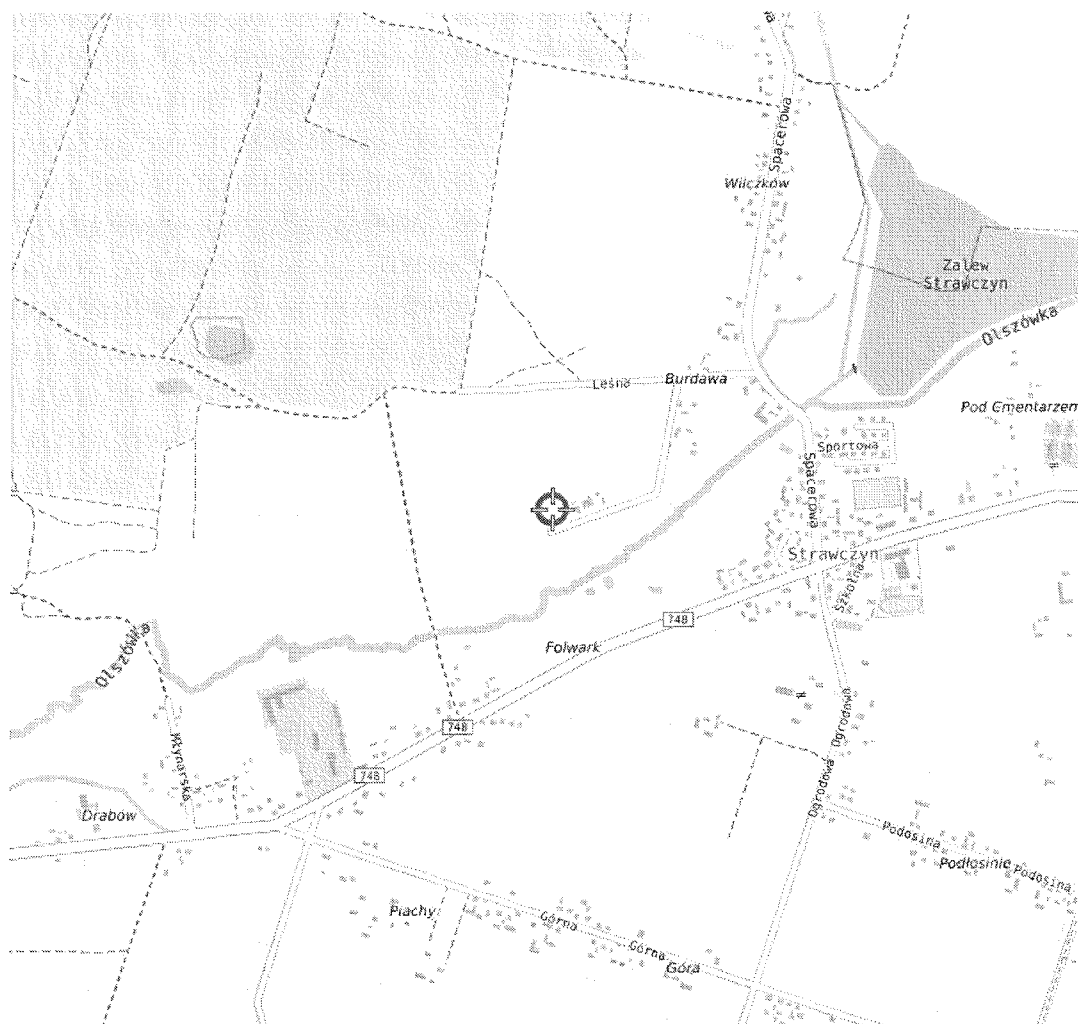 Spacerowa
Wilczków
Zalew
Strawczyn
Olszówka
Leśna
Burdawa
Pod Cmentarzem
Sportowa
Spacerowa
Strawczyn
Szkolna
748
Folwark
Olszówka
748
Ogrodowa
748
Młynarska
Ogrodowa
Drabów
Podosina
Podłosinie
Podosina
Piachy
Górna
Górna
Góra